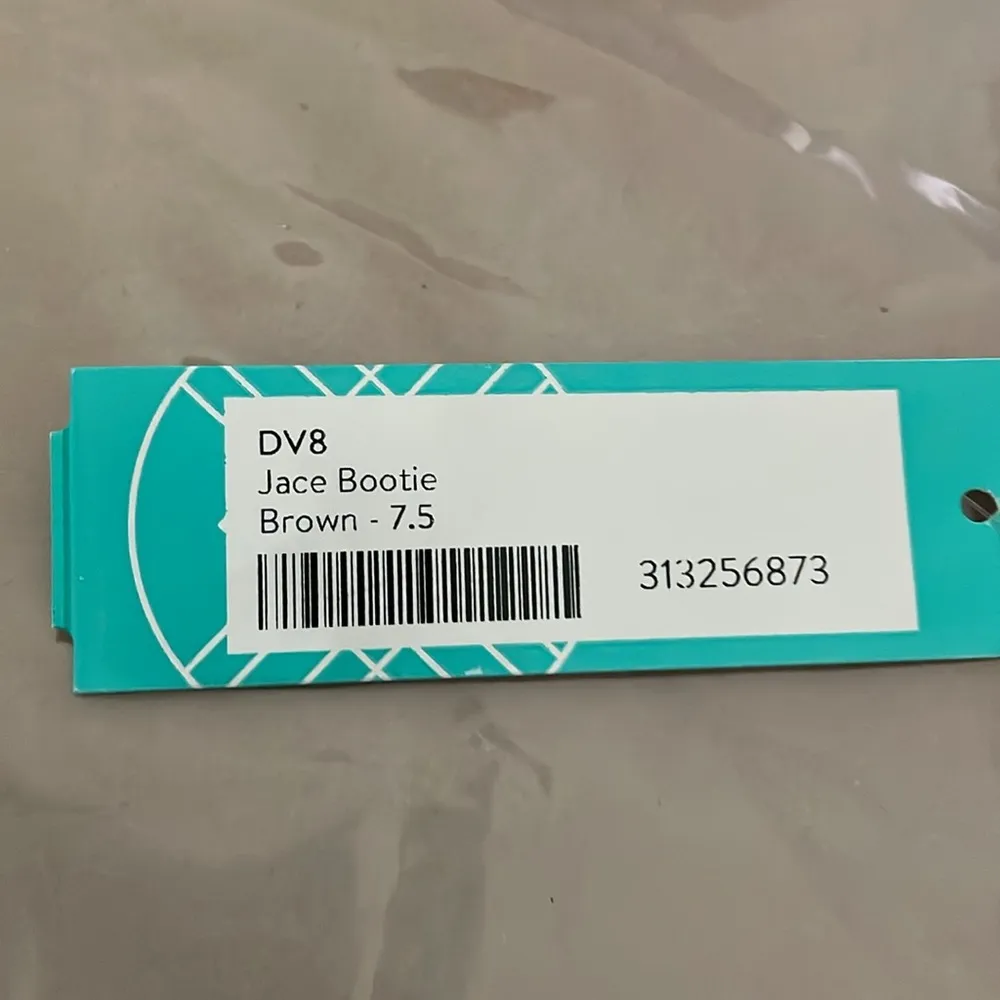 DV8
Jace Bootie
Brown - 7.5
313256873